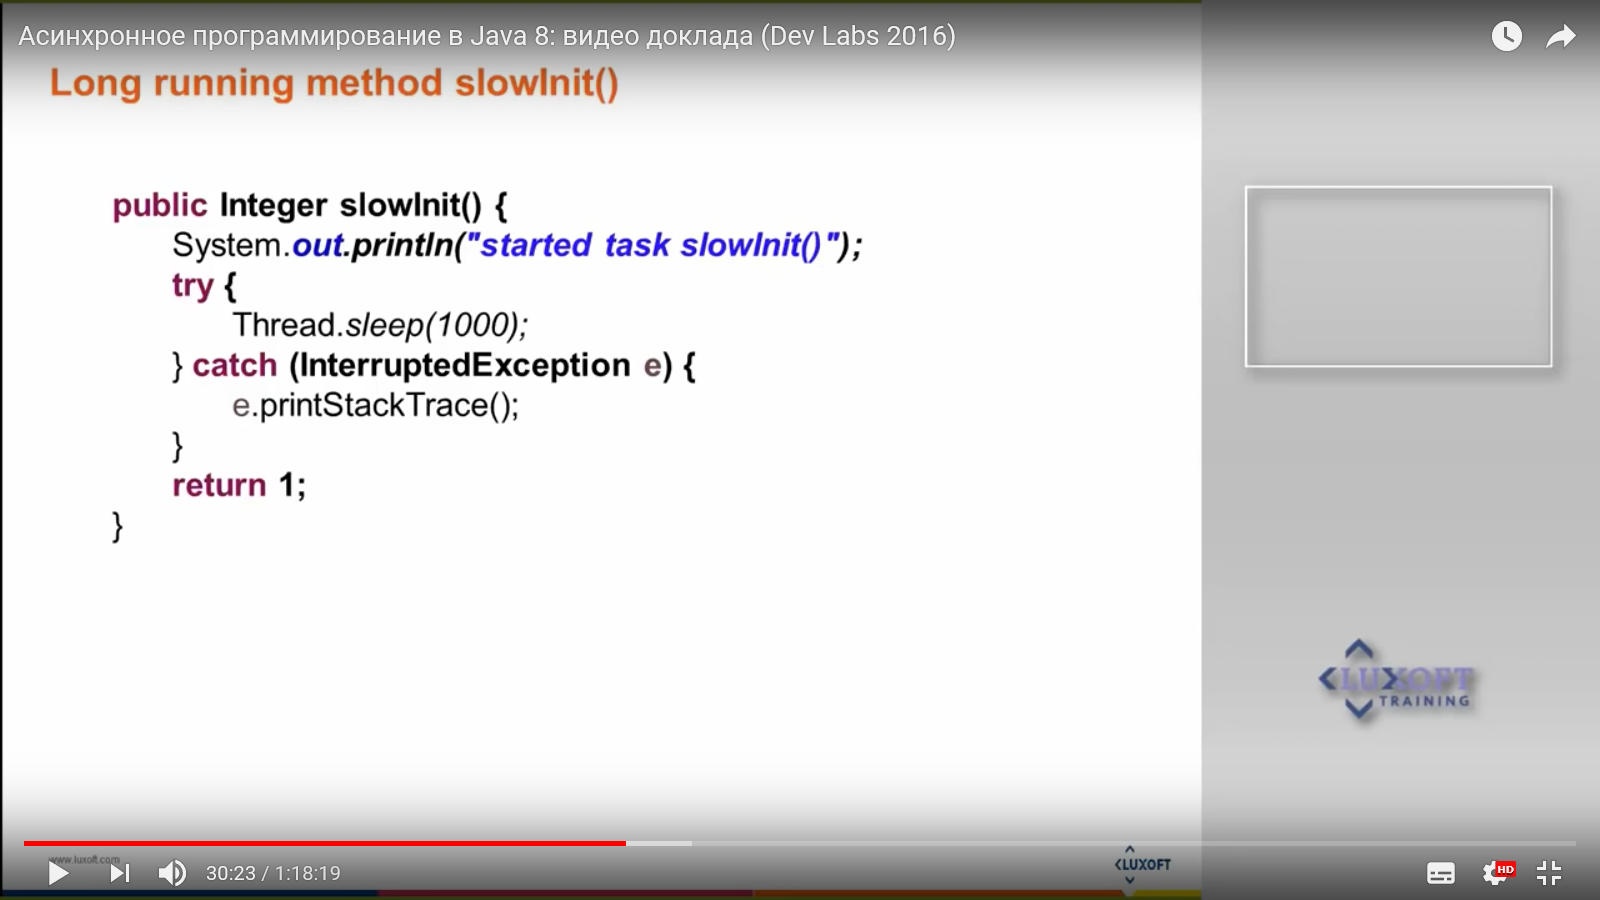 Асинхронное программирование в Java 8: видео доклада (Dev Labs 2016)
Long running method slowInit()
public Integer slowInit() {
System.out.println("started task slowInit()");
try {
Thread.sleep(1000);
} catch (InterruptedException e) {
e.printStackTrace();
}
return 1;
}
LUXOFT
TRAINING
www.luxoft.com
LUXOFT
30:23 / 1:18:19
HD